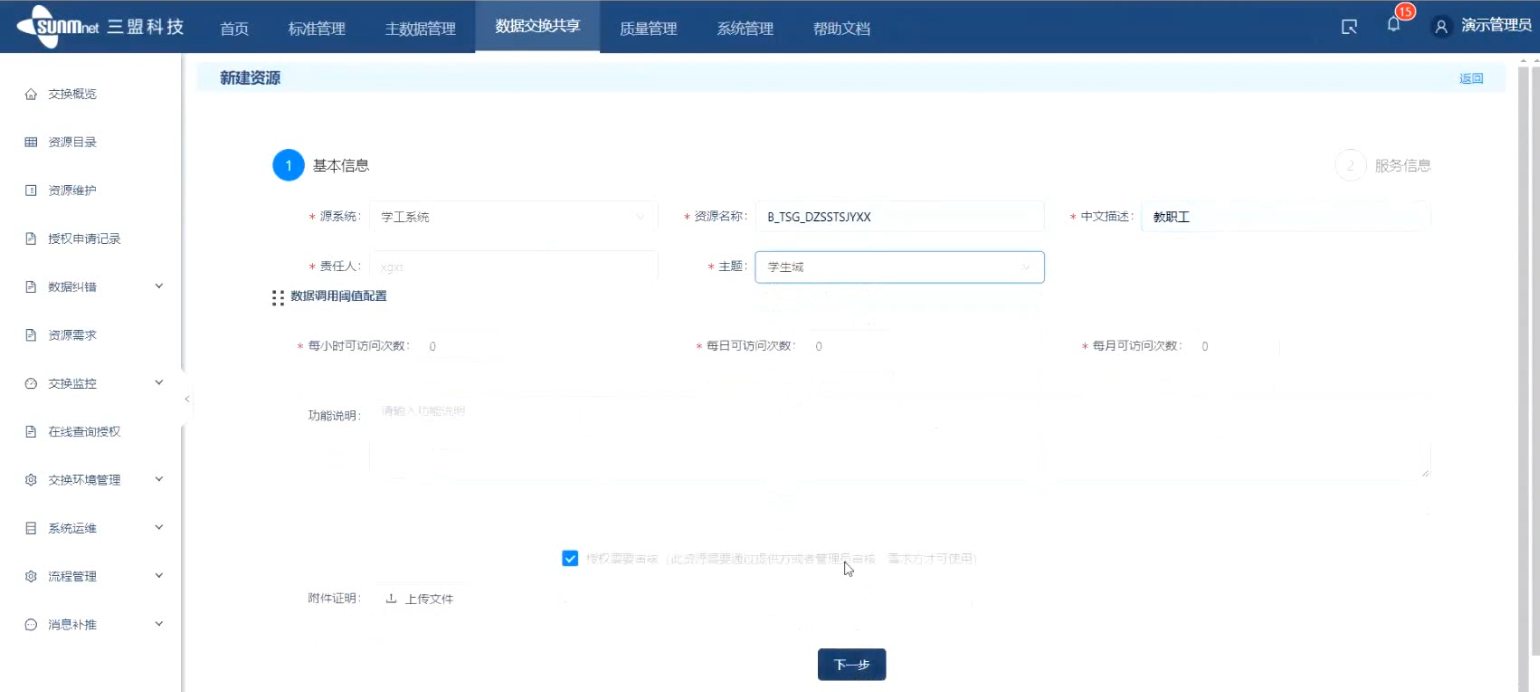 sunmnet 三盟科技 首页 标准管理 主数据管理 数据交换共享 质量管理 系统管理 帮助文档 15 演示管理员
新建资源 返回
交换概览
资源目录
资源维护
授权申请记录
数据纠错
资源需求
交换监控
在线查询授权
交换环境管理
系统运维
流程管理
消息补推
1 基本信息 2 服务信息
* 源系统: 学工系统 * 资源名称: B_TSG_DZSSTSJYXX * 中文描述: 教职工
* 责任人: xgxt * 主题: 学生域
数据调用阈值配置
* 每小时可访问次数: 0 * 每日可访问次数: 0 * 每月可访问次数: 0
功能说明: 请输入功能说明
授权需要审核（此资源需要通过提供方或者管理员审核，需求方才可使用）
附件证明: 上传文件
下一步